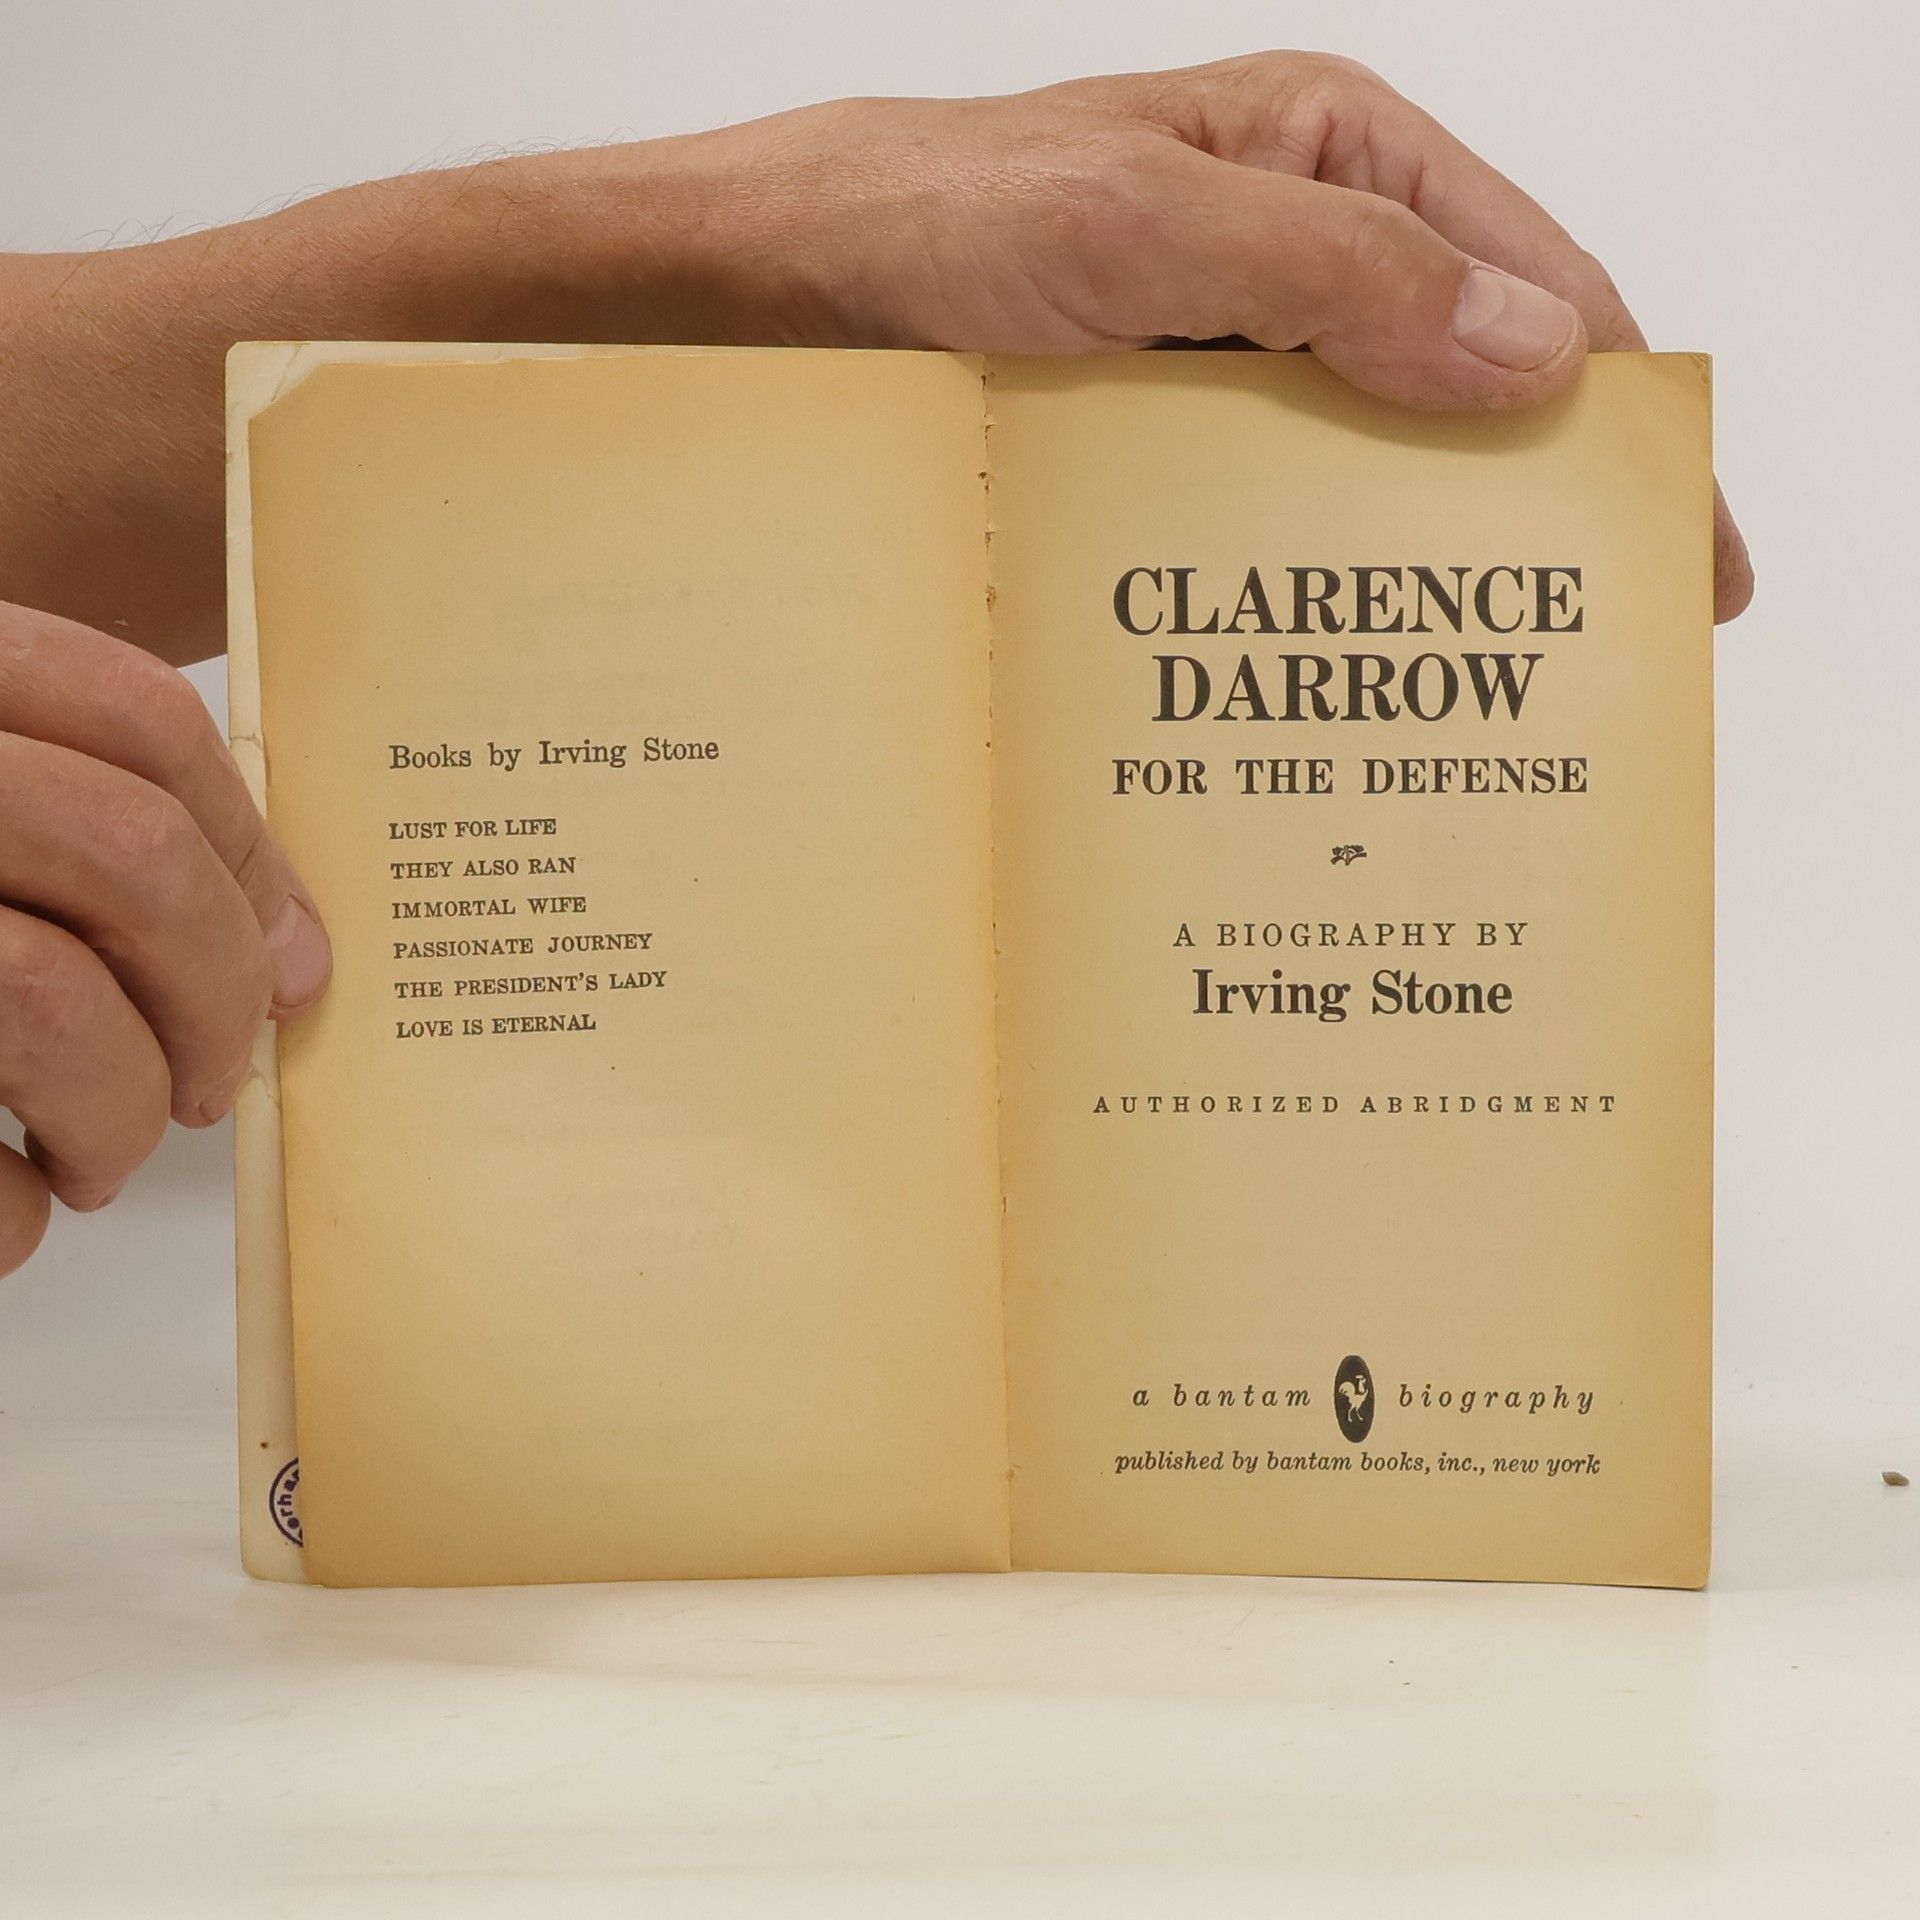 Books by Irving Stone
LUST FOR LIFE
THEY ALSO RAN
IMMORTAL WIFE
PASSIONATE JOURNEY
THE PRESIDENT'S LADY
LOVE IS ETERNAL
CLARENCE
DARROW
FOR THE DEFENSE
A BIOGRAPHY BY
Irving Stone
AUTHORIZED ABRIDGMENT
a bantam biography
published by bantam books, inc., new york